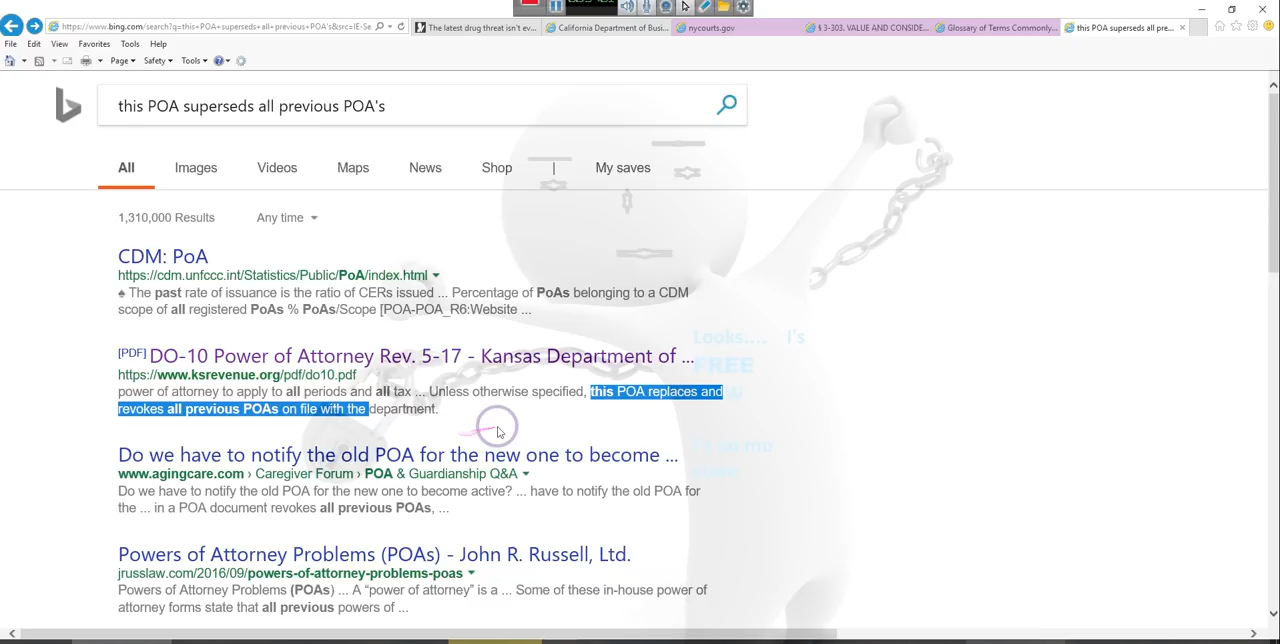 https://www.bing.com/search?q=this+POA+superseds+all+previous+POA's&src=IE-Se
The latest drug threat isn't ev...
California Department of Busi...
nycourts.gov
§ 3-303. VALUE AND CONSIDE...
Glossary of Terms Commonly...
this POA superseds all pre...
File Edit View Favorites Tools Help
Page Safety Tools
this POA superseds all previous POA's
All Images Videos Maps News Shop | My saves
1,310,000 Results Any time
CDM: PoA
https://cdm.unfccc.int/Statistics/Public/PoA/index.html
♠ The past rate of issuance is the ratio of CERs issued ... Percentage of PoAs belonging to a CDM
scope of all registered PoAs % PoAs/Scope [POA-POA_R6:Website ...
[PDF] DO-10 Power of Attorney Rev. 5-17 - Kansas Department of ...
https://www.ksrevenue.org/pdf/do10.pdf
power of attorney to apply to all periods and all tax ... Unless otherwise specified, this POA replaces and
revokes all previous POAs on file with the department.
Looks.... I's
FREE
Do we have to notify the old POA for the new one to become ...
www.agingcare.com › Caregiver Forum › POA & Guardianship Q&A
Do we have to notify the old POA for the new one to become active? ... have to notify the old POA for
the ... in a POA document revokes all previous POAs, ...
Powers of Attorney Problems (POAs) - John R. Russell, Ltd.
jrusslaw.com/2016/09/powers-of-attorney-problems-poas
Powers of Attorney Problems (POAs) ... A “power of attorney” is a ... Some of these in-house power of
attorney forms state that all previous powers of ...